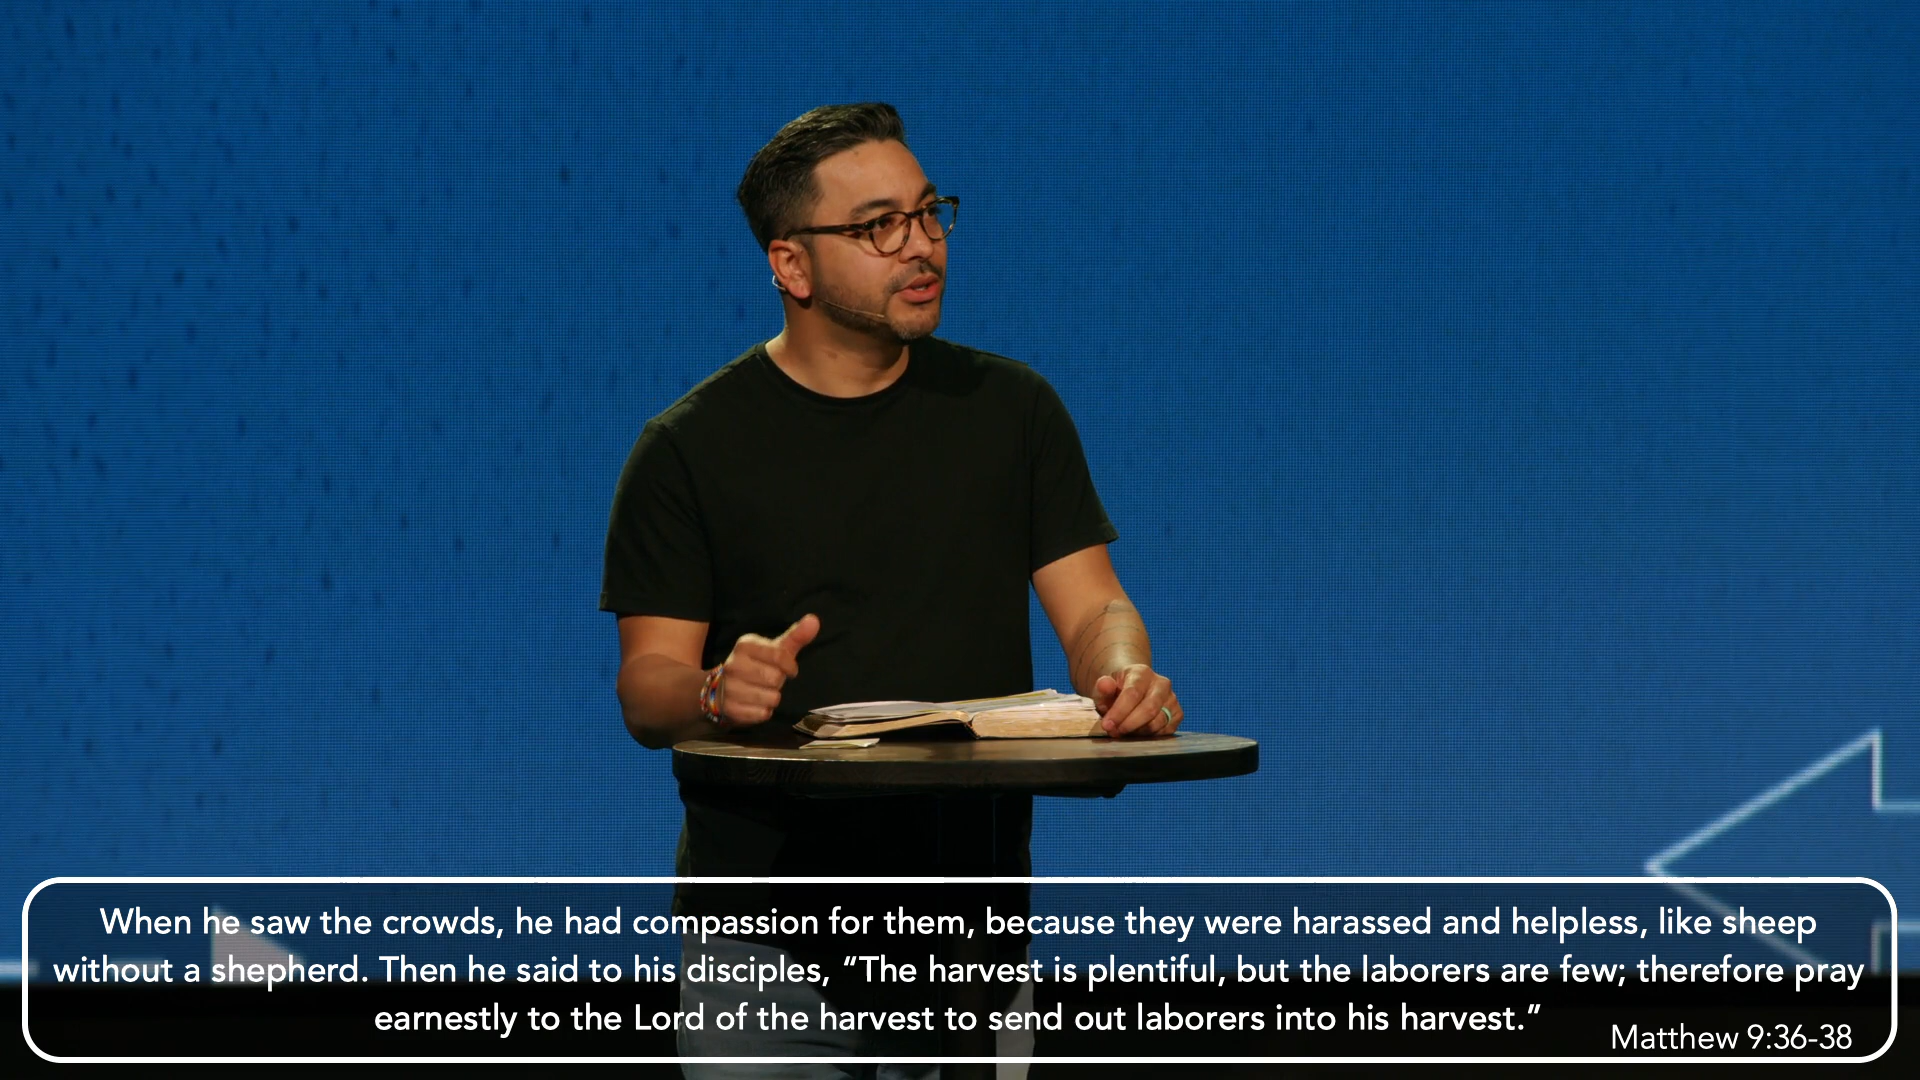 When he saw the crowds, he had compassion for them, because they were harassed and helpless, like sheep
without a shepherd. Then he said to his disciples, “The harvest is plentiful, but the laborers are few; therefore pray
earnestly to the Lord of the harvest to send out laborers into his harvest.”
Matthew 9:36-38